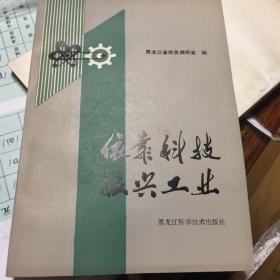 黑龙江省经委调研室 编
依靠科技
振兴工业
黑龙江科学技术出版社